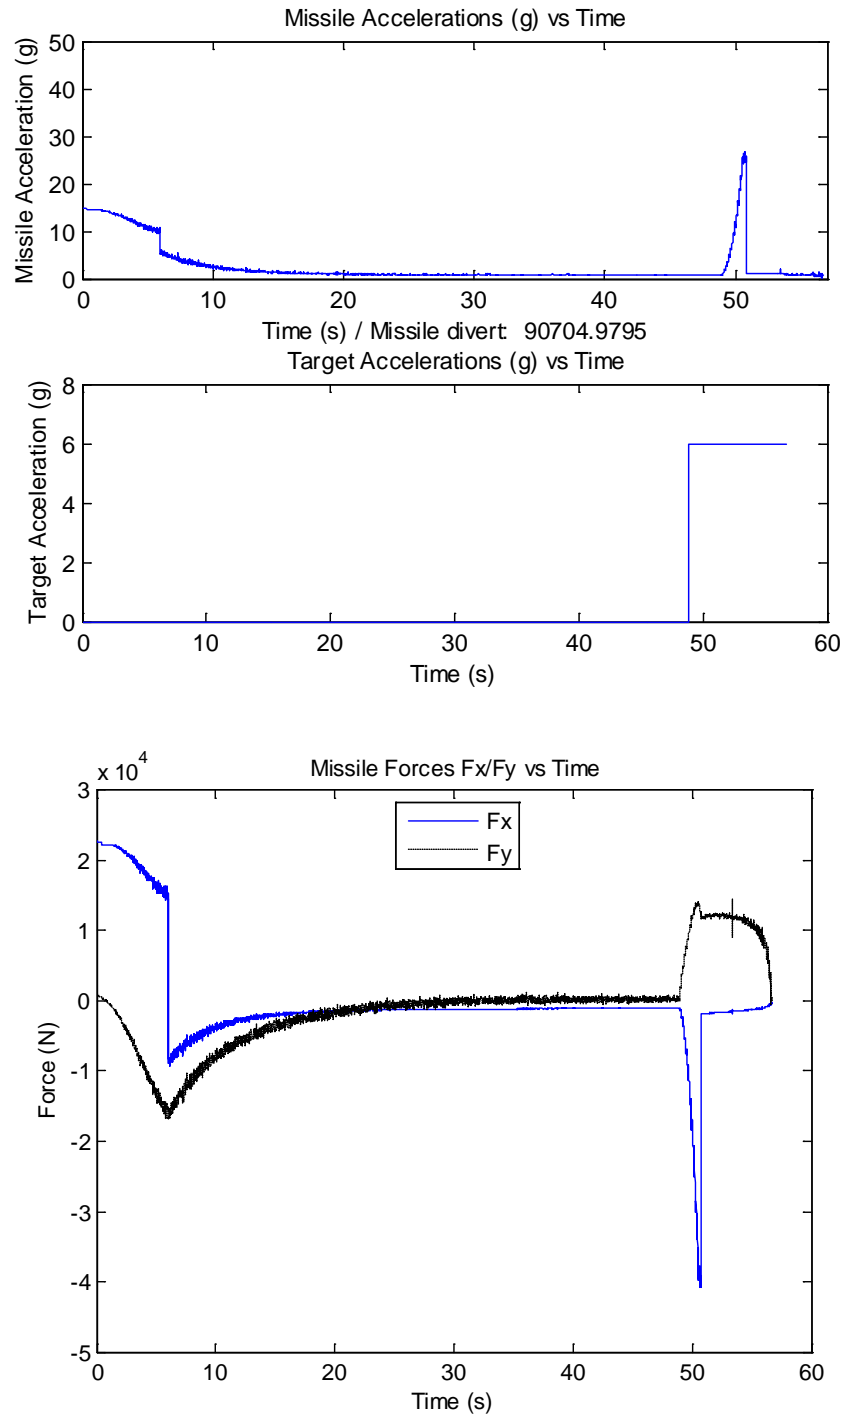 Missile Accelerations (g) vs Time
50
40
30
20
10
0
Missile Acceleration (g)
0 10 20 30 40 50
Time (s) / Missile divert: 90704.9795
Target Accelerations (g) vs Time
8
6
4
2
0
Target Acceleration (g)
0 10 20 30 40 50 60
Time (s)
Missile Forces Fx/Fy vs Time
x 10^4
3
2
1
0
-1
-2
-3
-4
-5
Force (N)
Fx
Fy
0 10 20 30 40 50 60
Time (s)